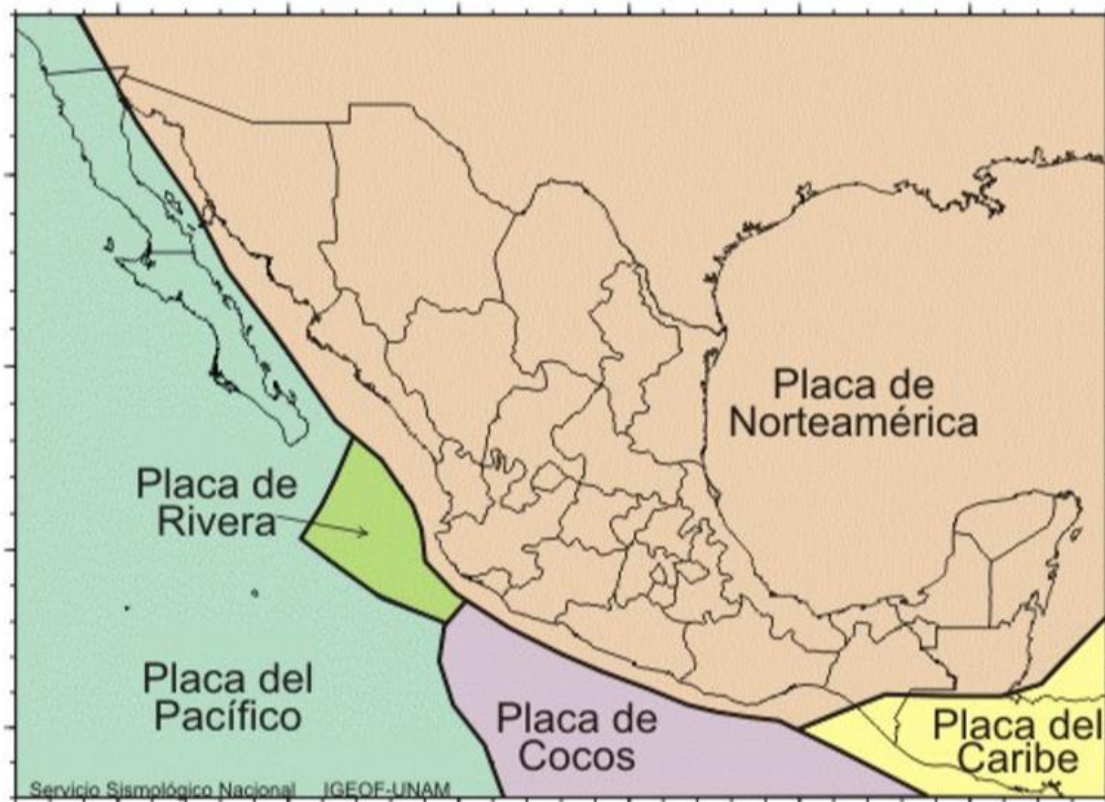 Placa de
Norteamérica
Placa de
Rivera
Placa del
Pacífico
Placa de
Cocos
Placa del
Caribe
Servicio Sismológico Nacional IGEOF-UNAM